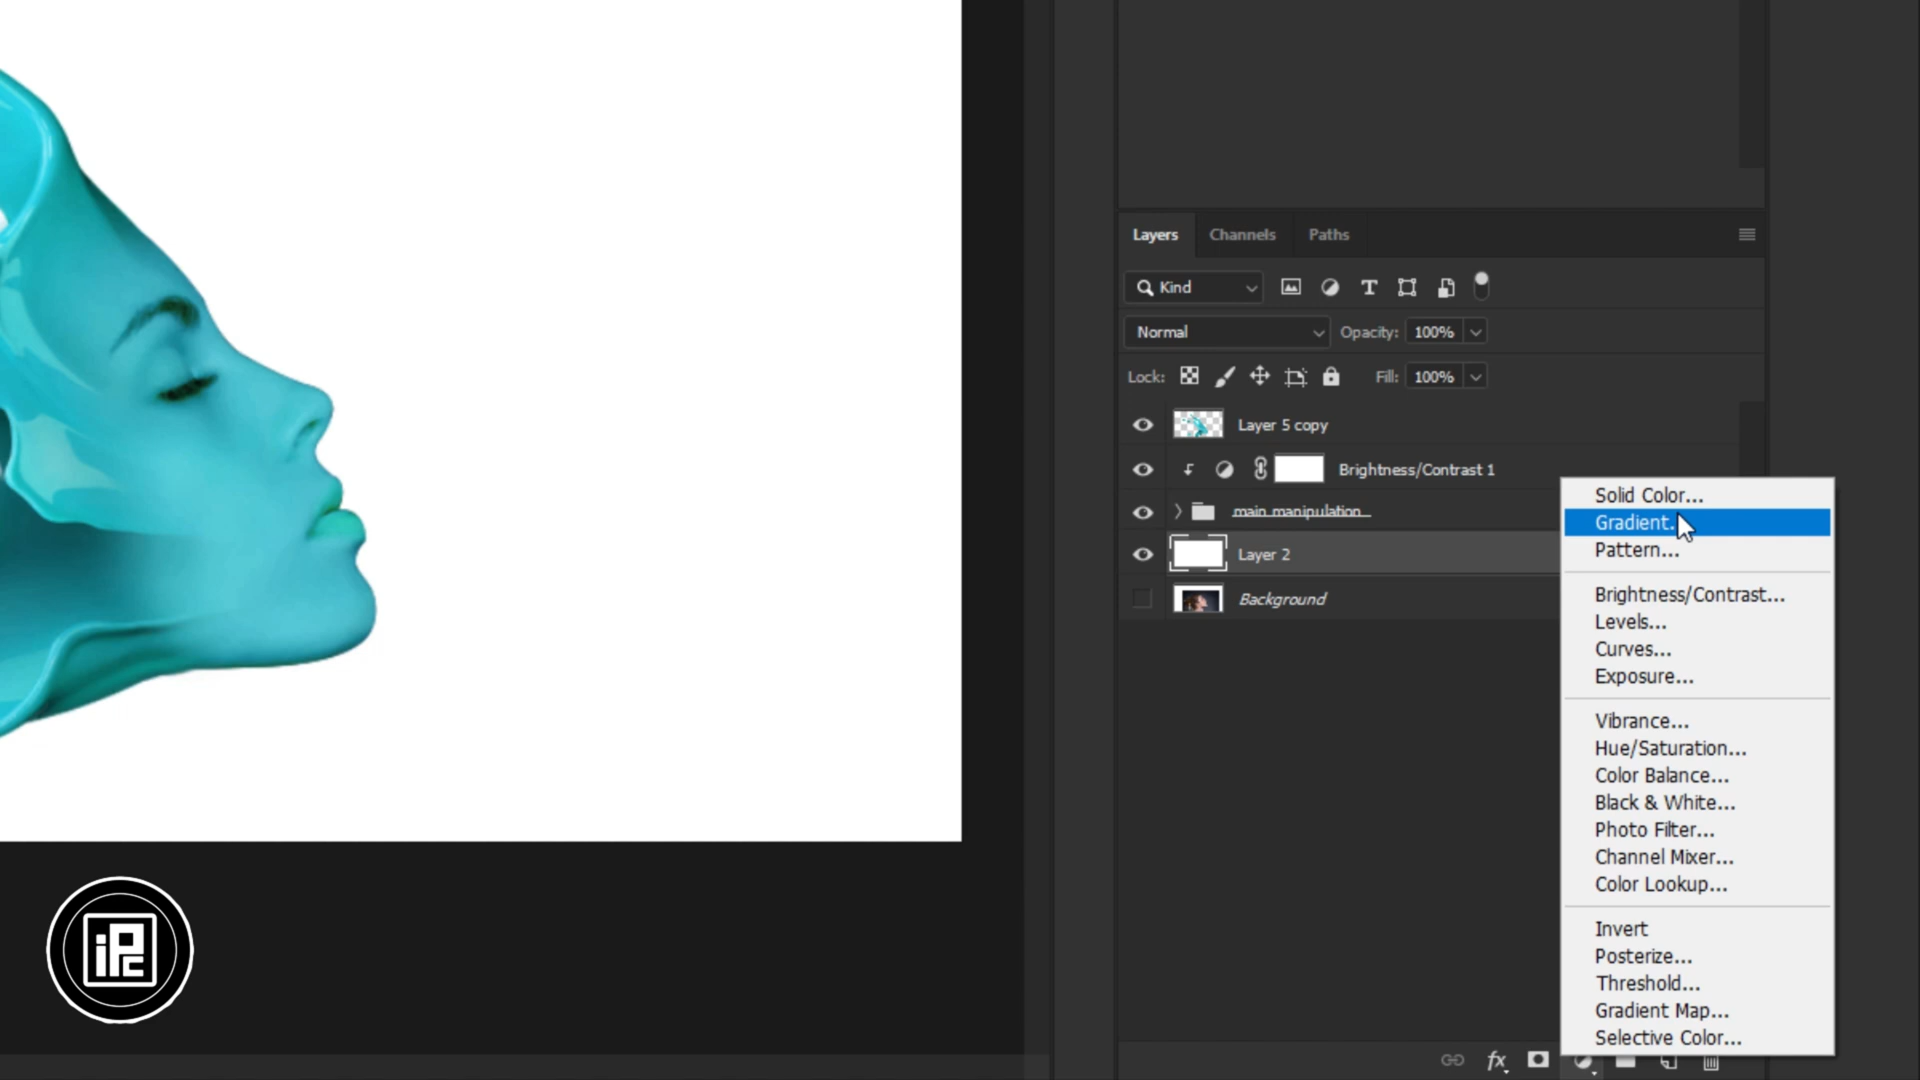 Layers Channels Paths
Kind T
Normal Opacity: 100%
Lock: Fill: 100%
Layer 5 copy
Brightness/Contrast 1
main manipulation
Layer 2
Background
Solid Color...
Gradient.
Pattern...
Brightness/Contrast...
Levels...
Curves...
Exposure...
Vibrance...
Hue/Saturation...
Color Balance...
Black & White...
Photo Filter...
Channel Mixer...
Color Lookup...
Invert
Posterize...
Threshold...
Gradient Map...
Selective Color...
fx
iPc